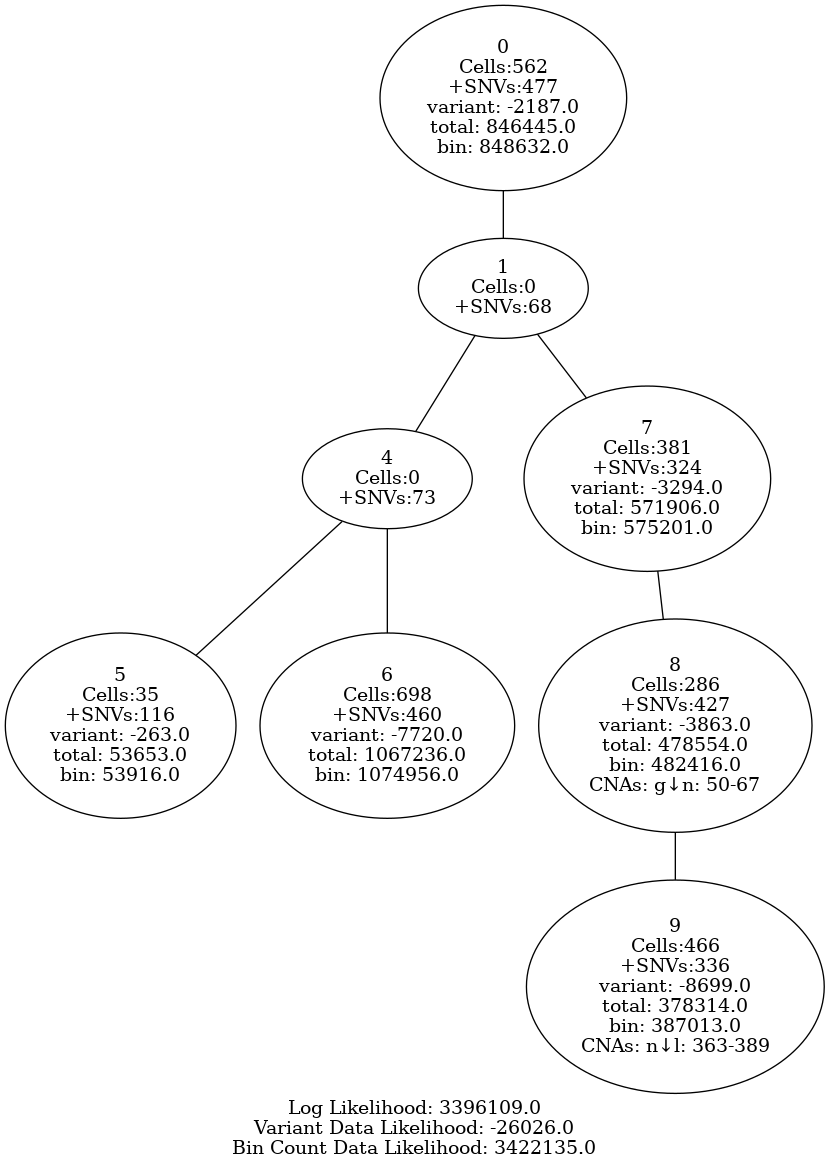 0
Cells:562
+SNVs:477
variant: -2187.0
total: 846445.0
bin: 848632.0
1
Cells:0
+SNVs:68
4
Cells:0
+SNVs:73
7
Cells:381
+SNVs:324
variant: -3294.0
total: 571906.0
bin: 575201.0
5
Cells:35
+SNVs:116
variant: -263.0
total: 53653.0
bin: 53916.0
6
Cells:698
+SNVs:460
variant: -7720.0
total: 1067236.0
bin: 1074956.0
8
Cells:286
+SNVs:427
variant: -3863.0
total: 478554.0
bin: 482416.0
CNAs: g↓n: 50-67
9
Cells:466
+SNVs:336
variant: -8699.0
total: 378314.0
bin: 387013.0
CNAs: n↓l: 363-389
Log Likelihood: 3396109.0
Variant Data Likelihood: -26026.0
Bin Count Data Likelihood: 3422135.0